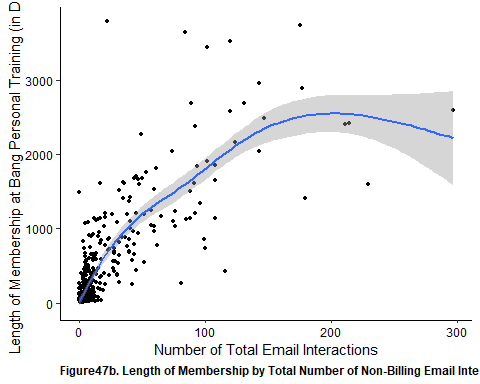 Length of Membership at Bang Personal Training (in D
3000
2000
1000
0
0 100 200 300
Number of Total Email Interactions
Figure47b. Length of Membership by Total Number of Non-Billing Email Inte